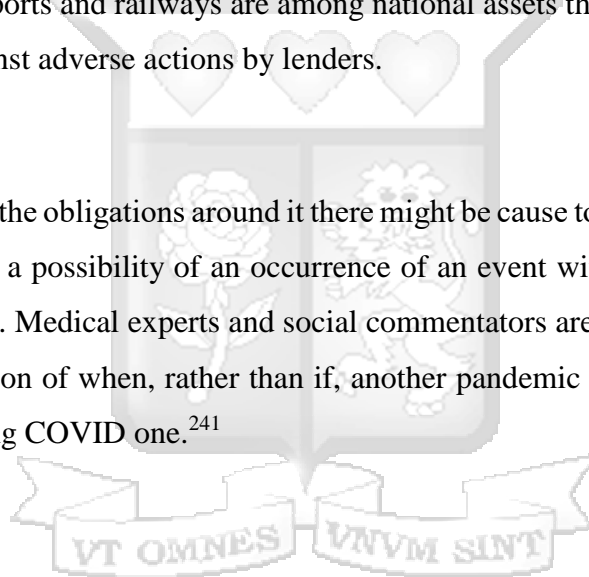 ports and railways are among national assets th
nst adverse actions by lenders.
the obligations around it there might be cause to
a possibility of an occurrence of an event wi
. Medical experts and social commentators are
on of when, rather than if, another pandemic
g COVID one.241
VT OMNES VNVM SINT